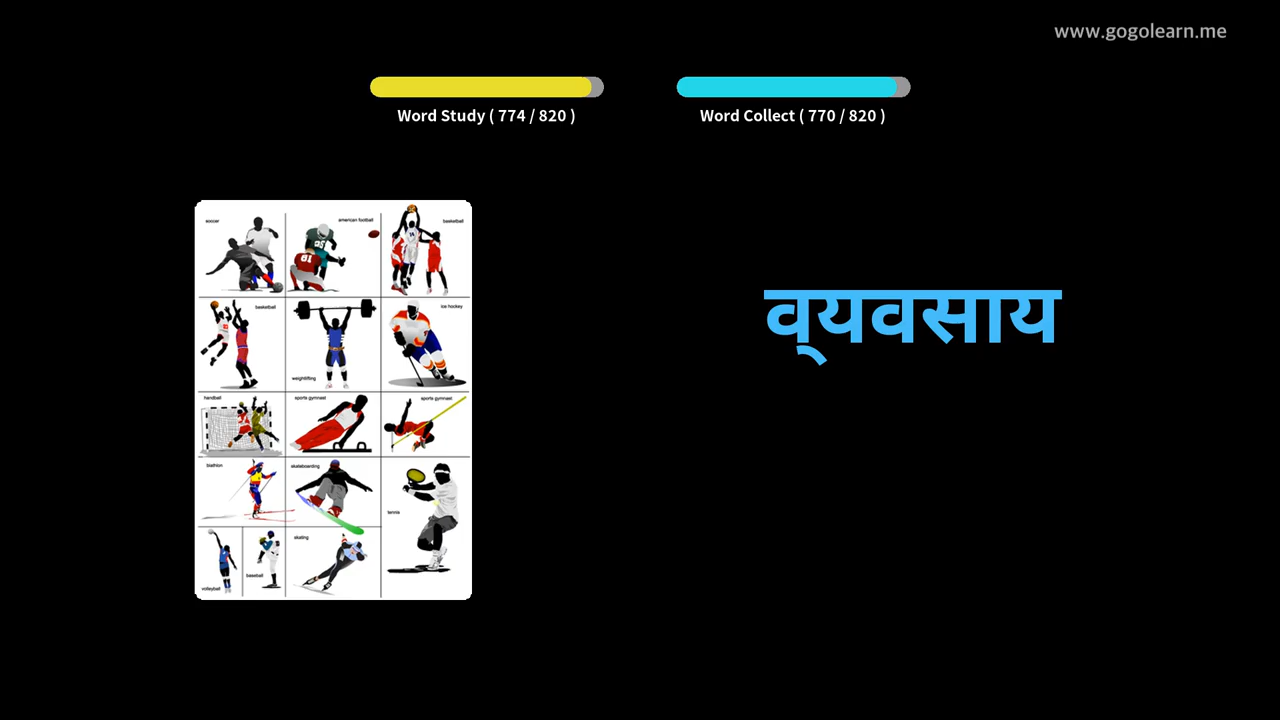 www.gogolearn.me
Word Study ( 774 / 820 )
Word Collect ( 770 / 820 )
soccer
american football
basketball
व्‌यवसाय
basketball
weightlifting
ice hockey
handball
sports gymnast
sports gymnast
biathlon
skateboarding
tennis
volleyball
baseball
skating